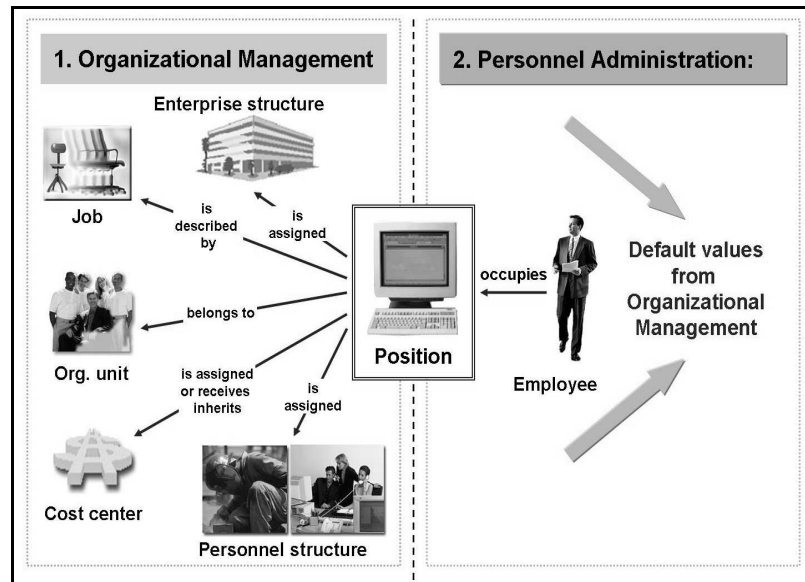 1. Organizational Management
2. Personnel Administration:
Enterprise structure
Job
is
described
by
is
assigned
belongs to
Org. unit
is assigned
or receives
inherits
is
assigned
Cost center
Personnel structure
Position
occupies
Employee
Default values
from
Organizational
Management